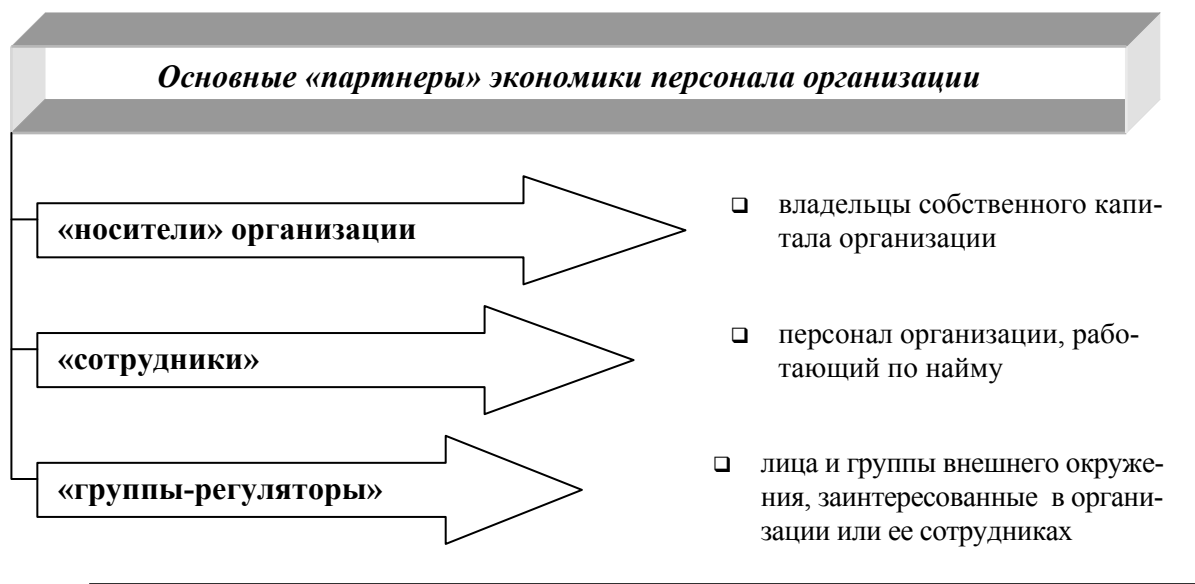 Основные «партнеры» экономики персонала организации
«носители» организации
владельцы собственного капи-
тала организации
«сотрудники»
персонал организации, рабо-
тающий по найму
«группы-регуляторы»
лица и группы внешнего окруже-
ния, заинтересованные в органи-
зации или ее сотрудниках